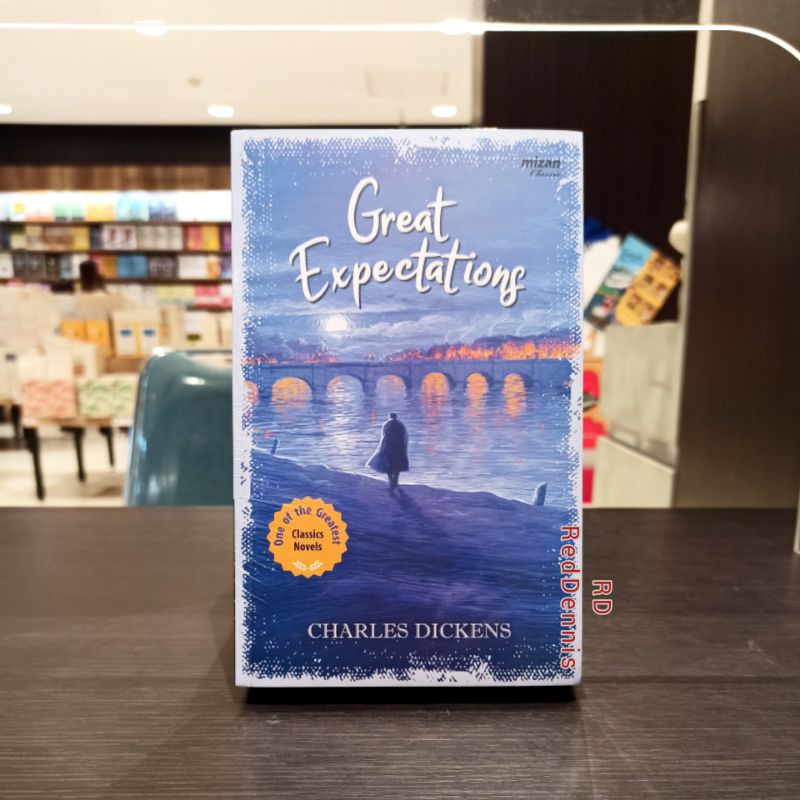 mizan
Classic
Great
Expectations
One of the Greatest
Classics
Novels
CHARLES DICKENS
RD
RedDennis